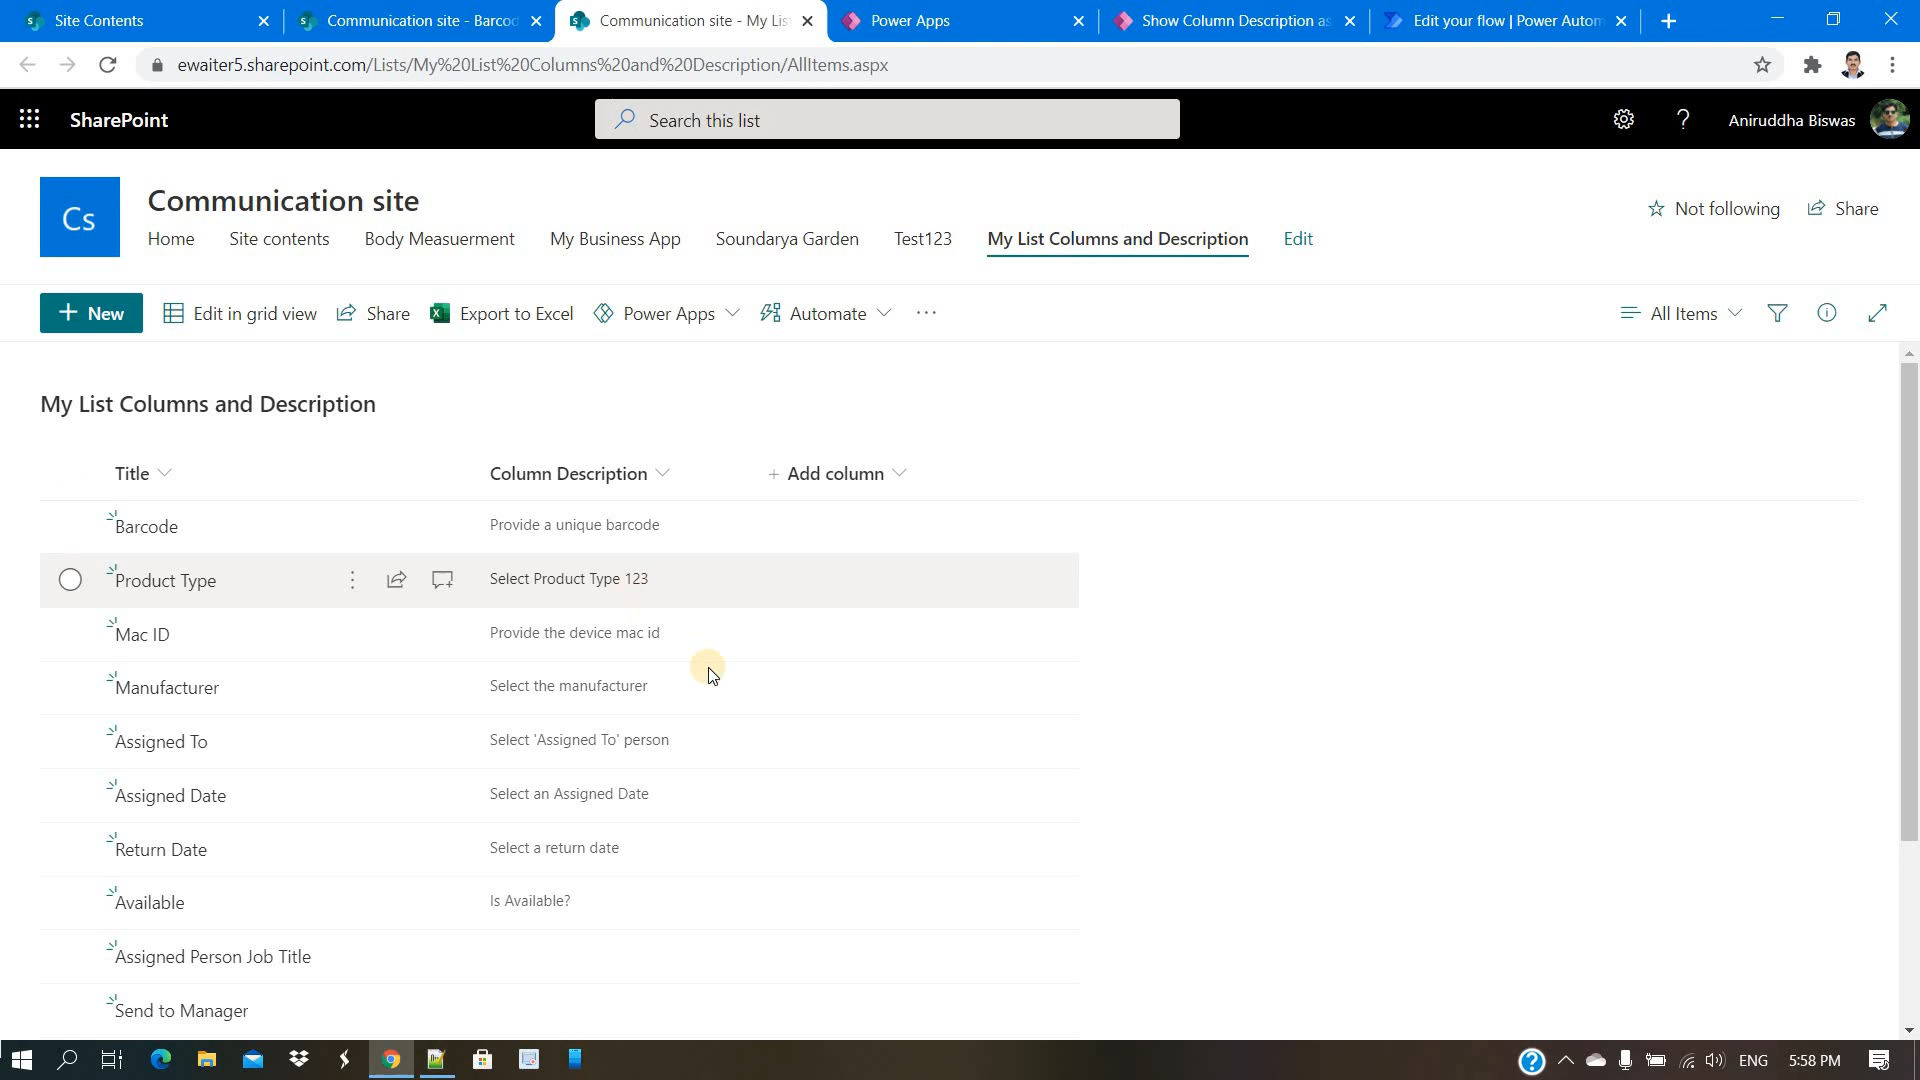 Site Contents
Communication site - Barcod
Communication site - My Lis
Power Apps
Show Column Description as
Edit your flow | Power Autom
ewaiter5.sharepoint.com/Lists/My%20List%20Columns%20and%20Description/AllItems.aspx
SharePoint
Search this list
Aniruddha Biswas
Cs
Communication site
Not following
Share
Home
Site contents
Body Measuerment
My Business App
Soundarya Garden
Test123
My List Columns and Description
Edit
New
Edit in grid view
Share
Export to Excel
Power Apps
Automate
All Items
My List Columns and Description
Title
Column Description
+ Add column
Barcode
Provide a unique barcode
Product Type
Select Product Type 123
Mac ID
Provide the device mac id
Manufacturer
Select the manufacturer
Assigned To
Select 'Assigned To' person
Assigned Date
Select an Assigned Date
Return Date
Select a return date
Available
Is Available?
Assigned Person Job Title
Send to Manager
ENG
5:58 PM